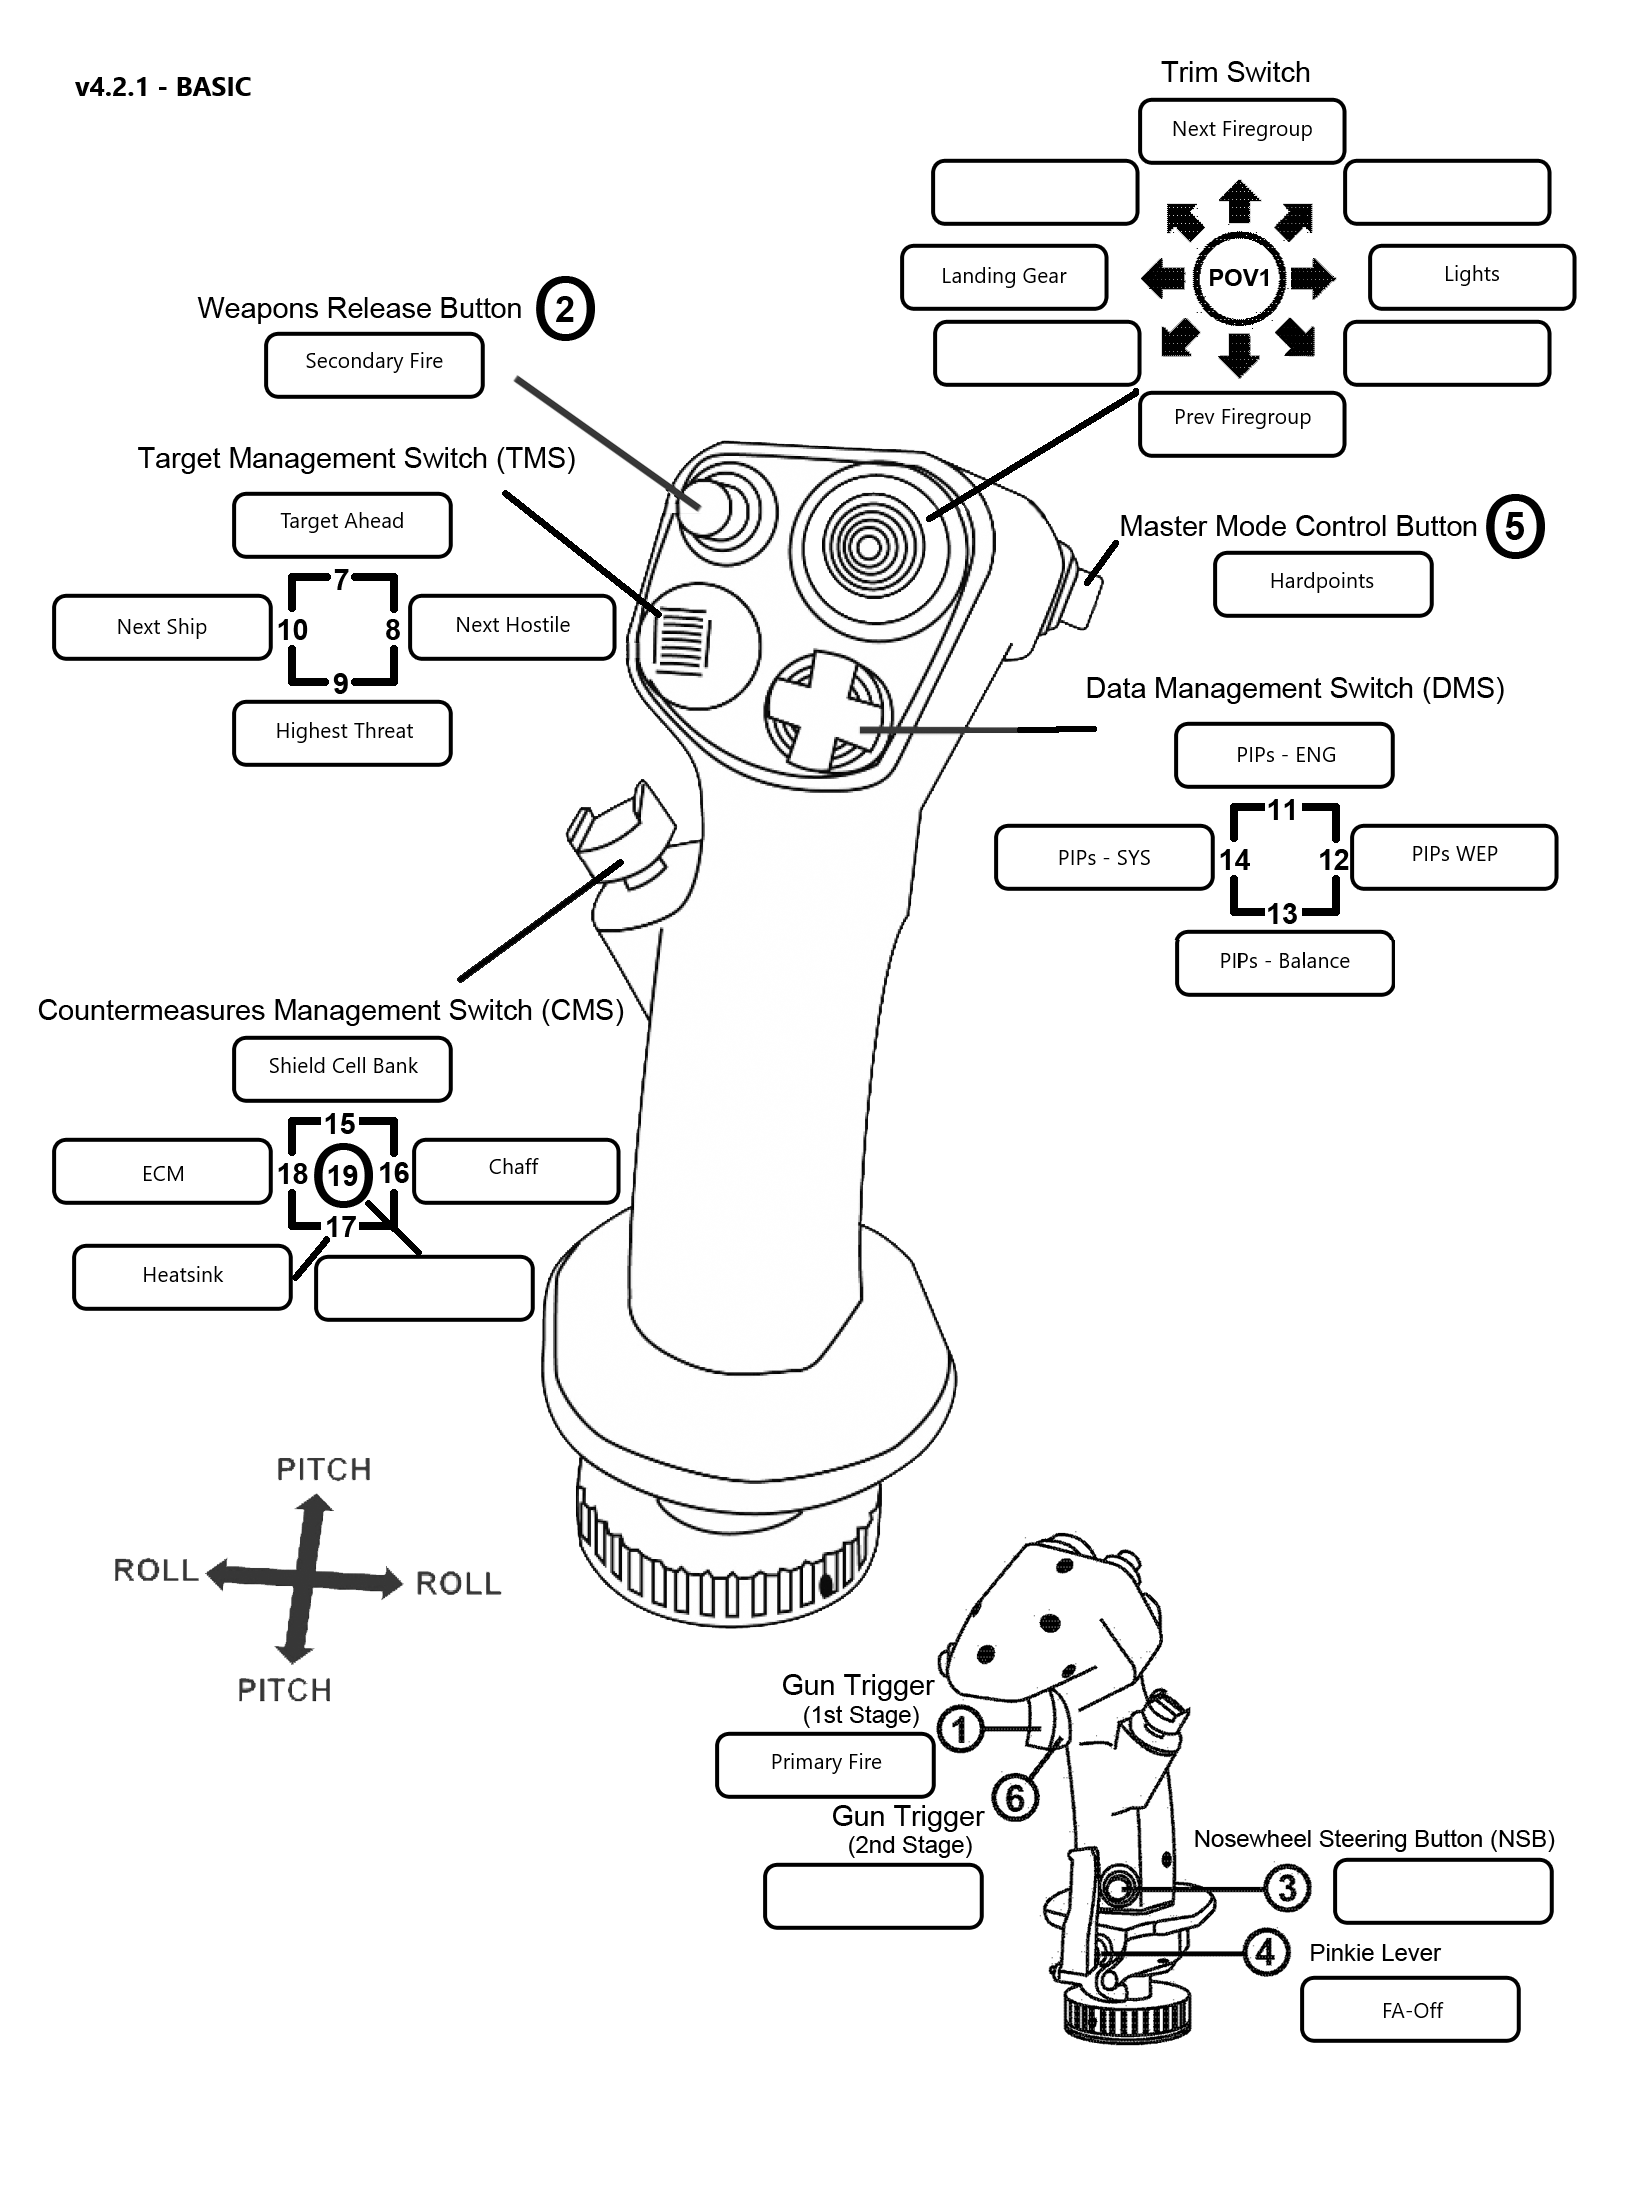 v4.2.1 - BASIC
Trim Switch
Next Firegroup
Landing Gear
POV1
Lights
Prev Firegroup
Weapons Release Button 2
Secondary Fire
Target Management Switch (TMS)
Target Ahead
7
Next Ship
10
8
Next Hostile
9
Highest Threat
Master Mode Control Button 5
Hardpoints
Data Management Switch (DMS)
PIPs - ENG
11
PIPs - SYS
14
12
PIPs WEP
13
PIPs - Balance
Countermeasures Management Switch (CMS)
Shield Cell Bank
15
ECM
18
19
16
Chaff
17
Heatsink
PITCH
ROLL
ROLL
PITCH
Gun Trigger
(1st Stage)
1
Primary Fire
6
Gun Trigger
(2nd Stage)
Nosewheel Steering Button (NSB)
3
4
Pinkie Lever
FA-Off